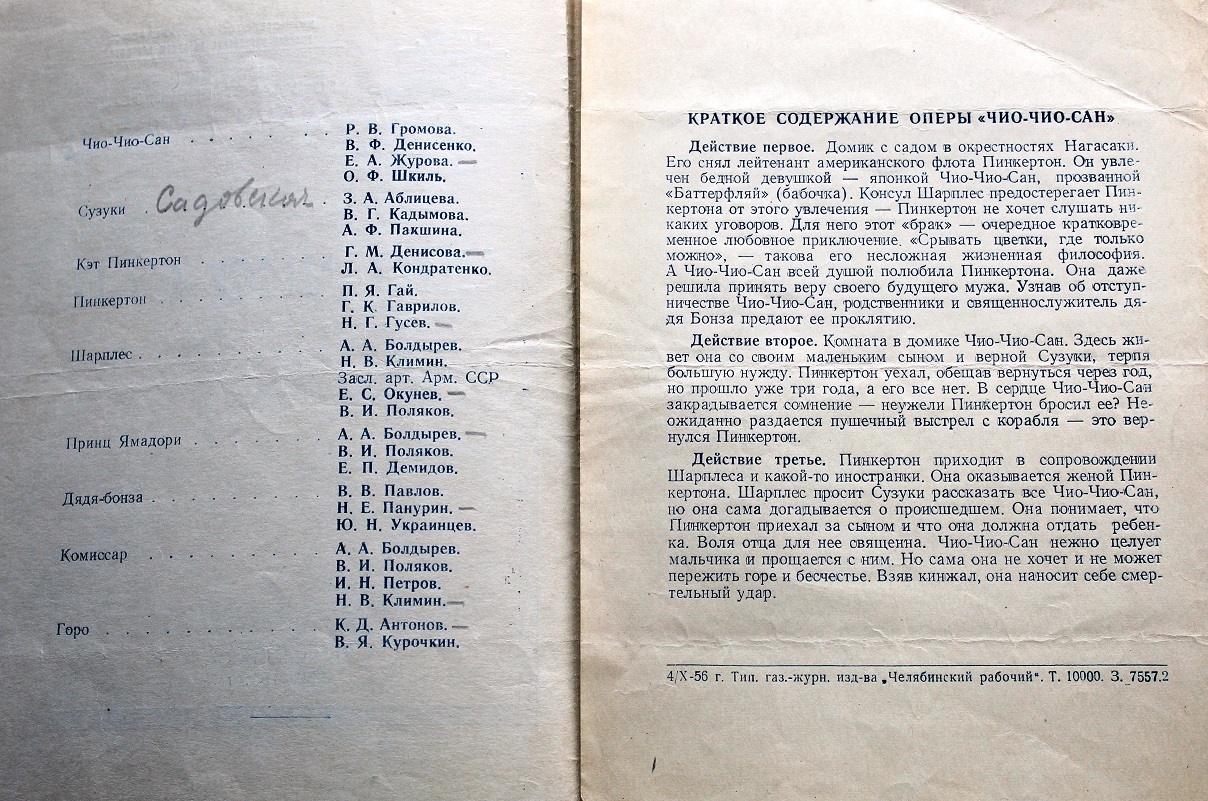 Чио-Чио-Сан . . . . . . Р. В. Громова.
В. Ф. Денисенко.
Е. А. Журова. —
О. Ф. Шкиль.
Сузуки . Садовская З. А. Аблицева.
В. Г. Кадымова.
А. Ф. Пакшина.
Кэт Пинкертон . . . . . . . Г. М. Денисова. —
Л. А. Кондратенко.
Пинкертон . . . . . . . . П. Я. Гай.
Г. К. Гаврилов.
Н. Г. Гусев. —
Шарплес . . . . . . . . . А. А. Болдырев.
Н. В. Климин.
Засл. арт. Арм. ССР
Е. С. Окунев. —
В. И. Поляков.
Принц Ямадори . . . . . . . А. А. Болдырев. —
В. И. Поляков.
Е. П. Демидов.
Дядя-бонза . . . . . . . . В. В. Павлов.
Н. Е. Панурин. —
Ю. Н. Украинцев.
Комиссар . . . . . . . . А. А. Болдырев.
В. И. Поляков.
И. Н. Петров.
Н. В. Климин. —
Горо . . . . . . . . . . К. Д. Антонов. —
В. Я. Курочкин.
КРАТКОЕ СОДЕРЖАНИЕ ОПЕРЫ «ЧИО-ЧИО-САН»
Действие первое. Домик с садом в окрестностях Нагасаки.
Его снял лейтенант американского флота Пинкертон. Он увле-
чен бедной девушкой — японкой Чио-Чио-Сан, прозванной
«Баттерфляй» (бабочка). Консул Шарплес предостерегает Пин-
кертона от этого увлечения — Пинкертон не хочет слушать ни-
каких уговоров. Для него этот «брак» — очередное кратковре-
менное любовное приключение. «Срывать цветки, где только
можно», — такова его несложная жизненная философия.
А Чио-Чио-Сан всей душой полюбила Пинкертона. Она даже
решила принять веру своего будущего мужа. Узнав об отступ-
ничестве Чио-Чио-Сан, родственники и священнослужитель дя-
дя Бонза предают ее проклятию.
Действие второе. Комната в домике Чио-Чио-Сан. Здесь жи-
вет она со своим маленьким сыном и верной Сузуки, терпя
большую нужду. Пинкертон уехал, обещав вернуться через год,
но прошло уже три года, а его все нет. В сердце Чио-Чио-Сан
закрадывается сомнение — неужели Пинкертон бросил ее? Не-
ожиданно раздается пушечный выстрел с корабля — это вер-
нулся Пинкертон.
Действие третье. Пинкертон приходит в сопровождении
Шарплеса и какой-то иностранки. Она оказывается женой Пин-
кертона. Шарплес просит Сузуки рассказать все Чио-Чио-Сан,
но она сама догадывается о происшедшем. Она понимает, что
Пинкертон приехал за сыном и что она должна отдать ребен-
ка. Воля отца для нее священна. Чио-Чио-Сан нежно целует
мальчика и прощается с ним. Но сама она не хочет и не может
пережить горе и бесчестье. Взяв кинжал, она наносит себе смер-
тельный удар.
4/X-56 г. Тип. газ.-журн. изд-ва „Челябинский рабочий“. Т. 10000. З. 7557.2